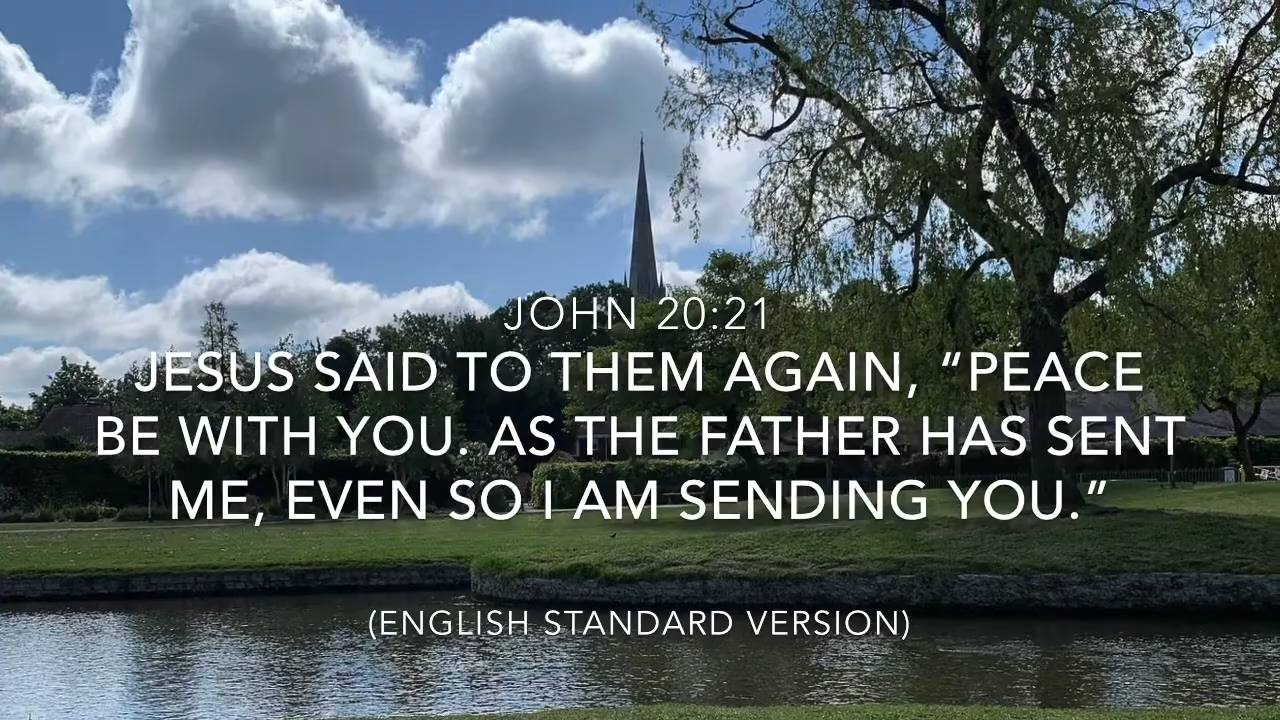 JOHN 20:21
JESUS SAID TO THEM AGAIN, “PEACE
BE WITH YOU. AS THE FATHER HAS SENT
ME, EVEN SO I AM SENDING YOU.”
(ENGLISH STANDARD VERSION)